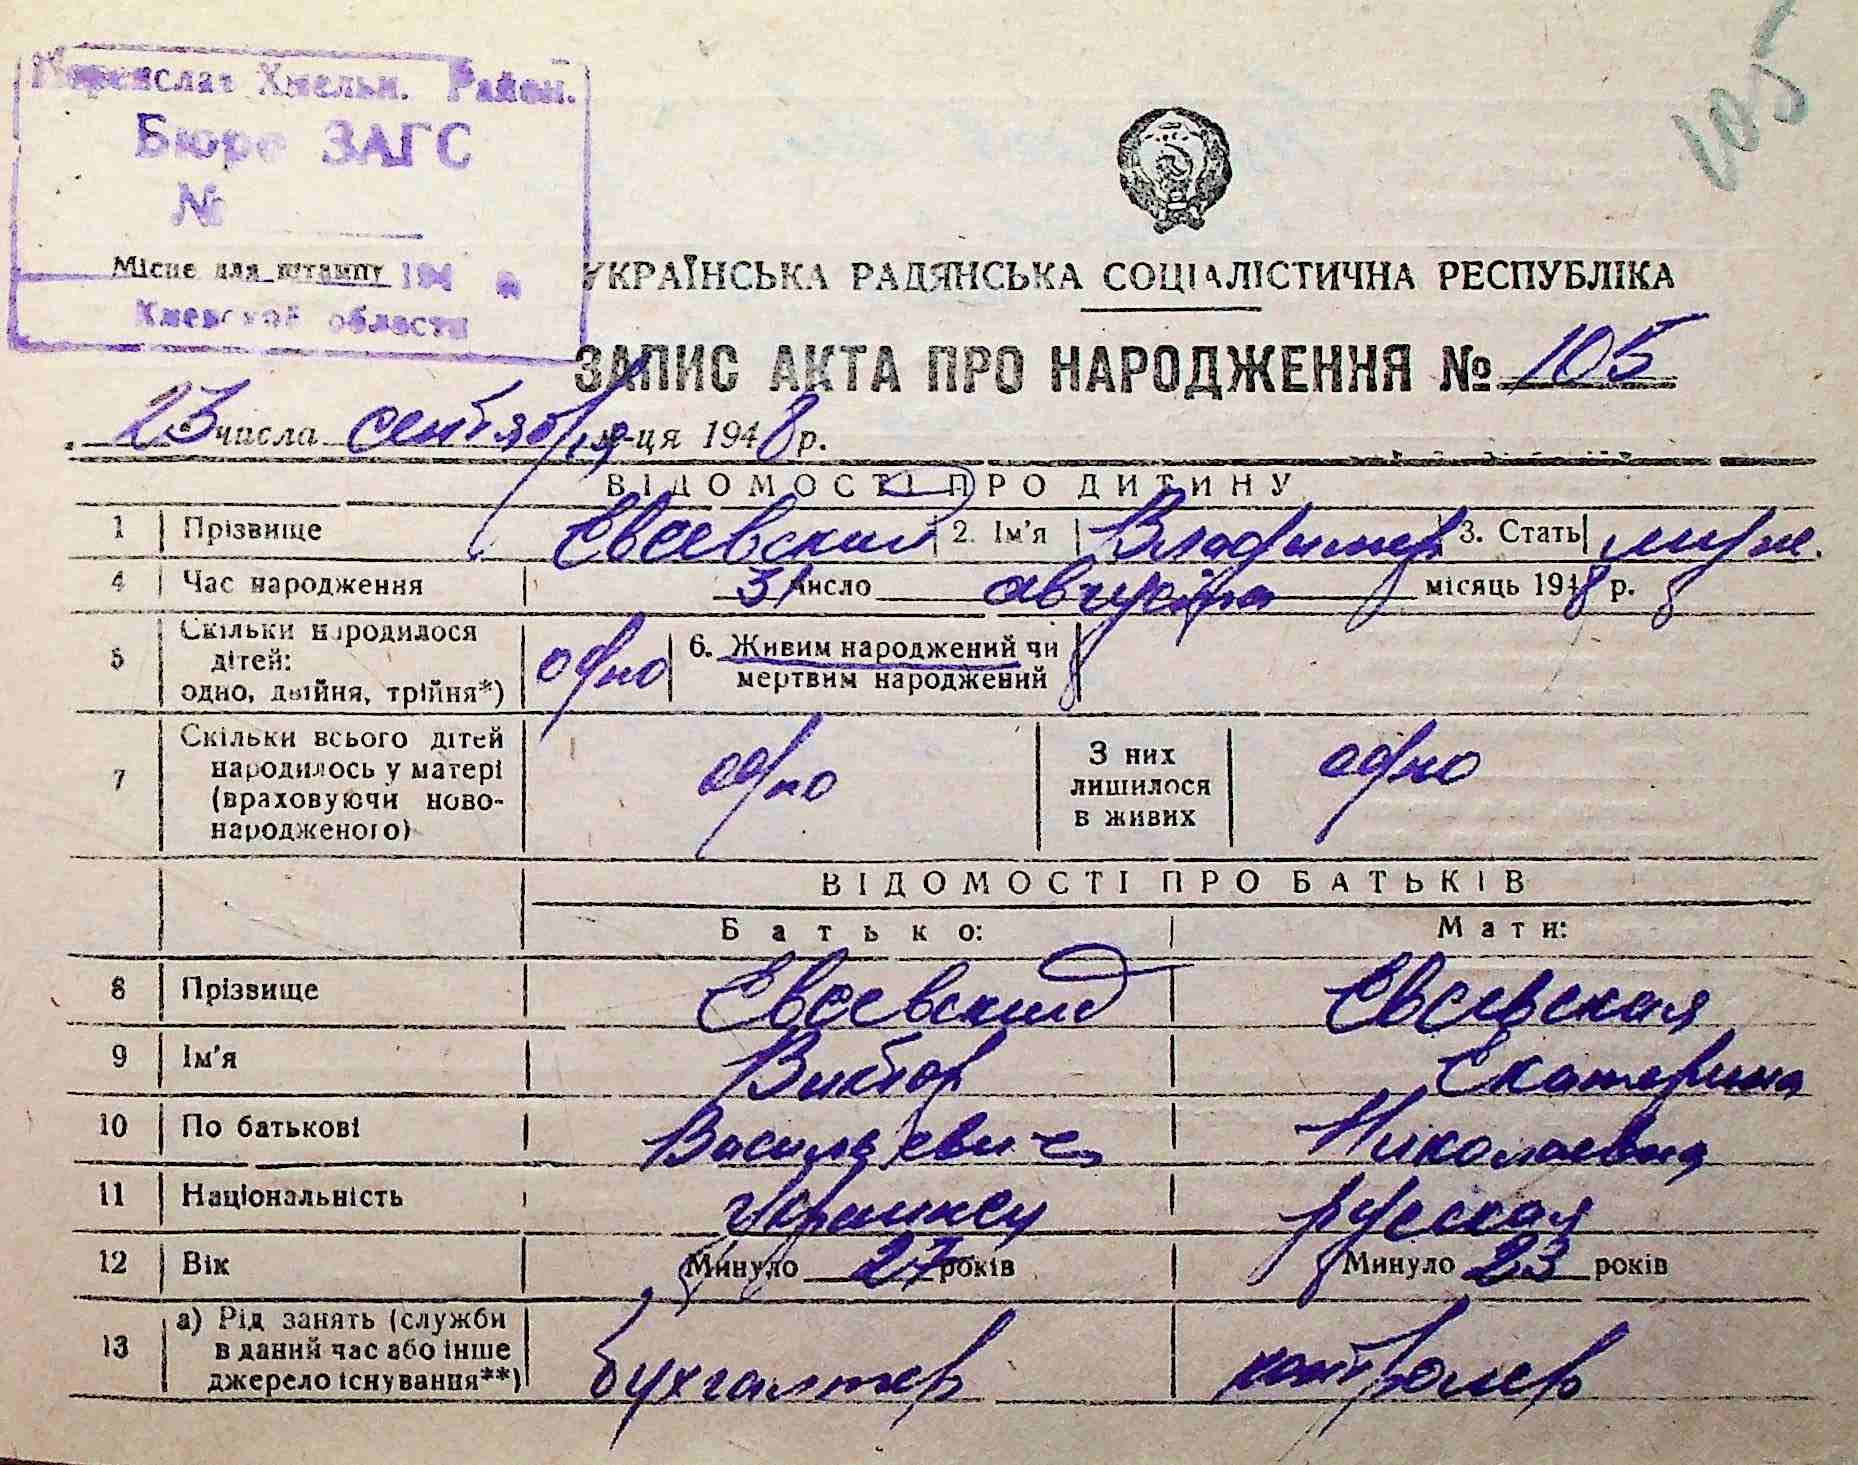 105
Переяслав Хмельн. Район.
Бюро ЗАГС
№
Місце для штампу 194 в
Киевской области
УКРАЇНСЬКА РАДЯНСЬКА СОЦІАЛІСТИЧНА РЕСПУБЛІКА
ЗАПИС АКТА ПРО НАРОДЖЕННЯ № 105
23 числа сентября м-ця 1948 р.
ВІДОМОСТІ ПРО ДИТИНУ
1 Прізвище Евсевский 2. Ім'я Владимер 3. Стать муж.
4 Час народження 31 число августа місяць 1948 р.
5 Скільки народилося дітей: одно, двійня, трійня*) одно 6. Живим народжений чи мертвим народжений
7 Скільки всього дітей народилось у матері (враховуючи новонародженого) одно З них лишилося в живих одно
ВІДОМОСТІ ПРО БАТЬКІВ
Батько: Мати:
8 Прізвище Евсевский Евсевская
9 Ім'я Виктор Екатерина
10 По батькові Васильевич Николаевна
11 Національність украинец русская
12 Вік Минуло 27 років Минуло 23 років
13 а) Рід занять (служби в даний час або інше джерело існування**) бухгалтер контролер